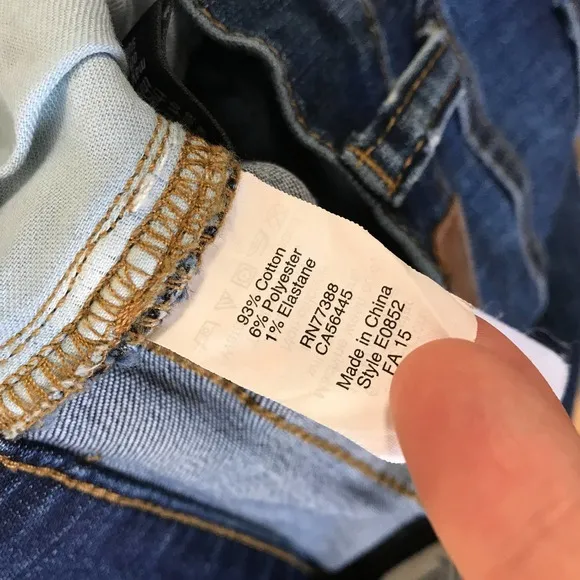 93% Cotton
6% Polyester
1% Elastane
RN77388
CA56445
Made in China
Style E0852
FA 15